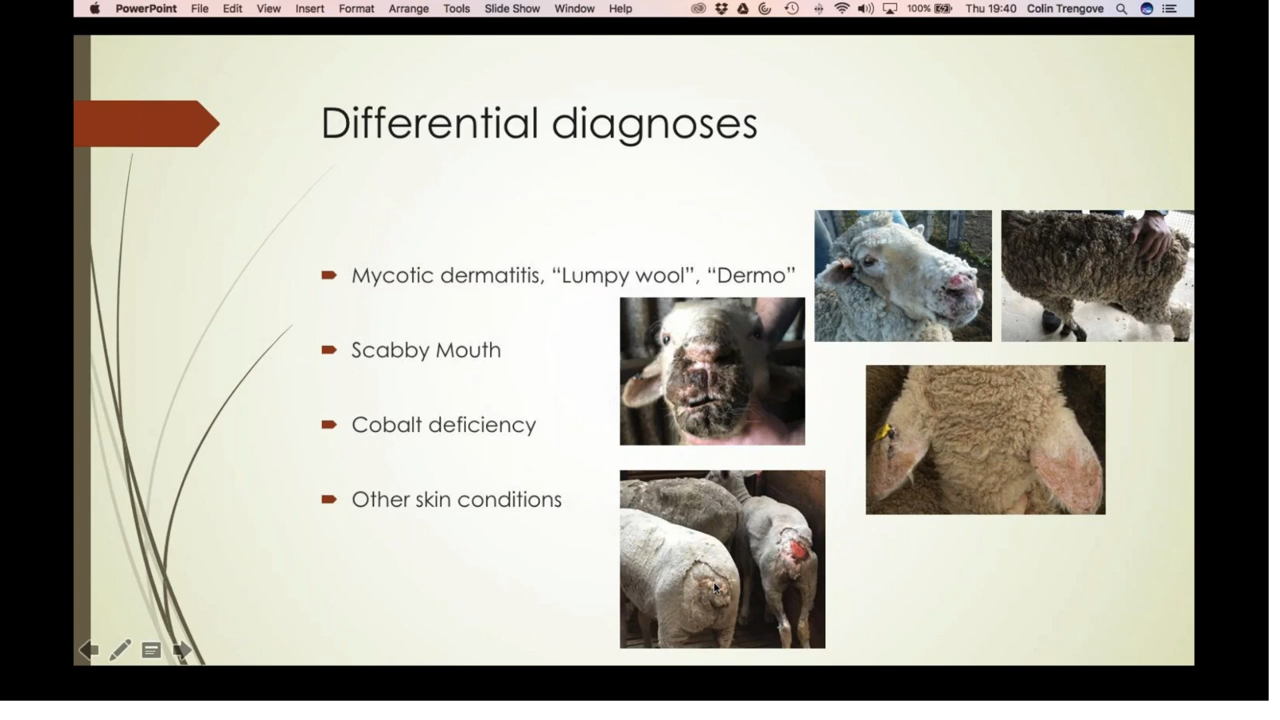 PowerPoint File Edit View Insert Format Arrange Tools Slide Show Window Help 100% Thu 19:40 Colin Trengove
Differential diagnoses
Mycotic dermatitis, “Lumpy wool”, “Dermo”
Scabby Mouth
Cobalt deficiency
Other skin conditions